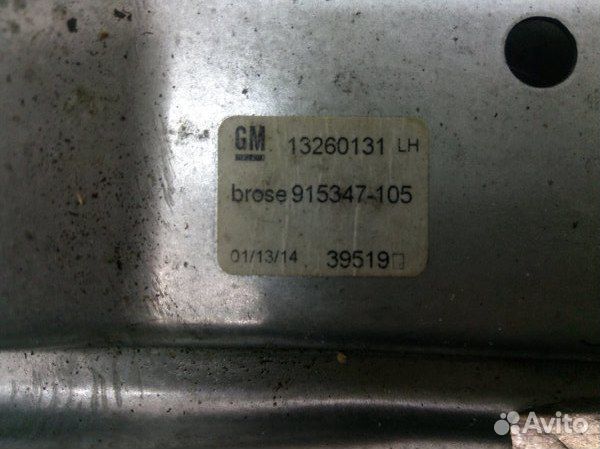 GM 13260131 LH
brose 915347-105
01/13/14 39519
Avito